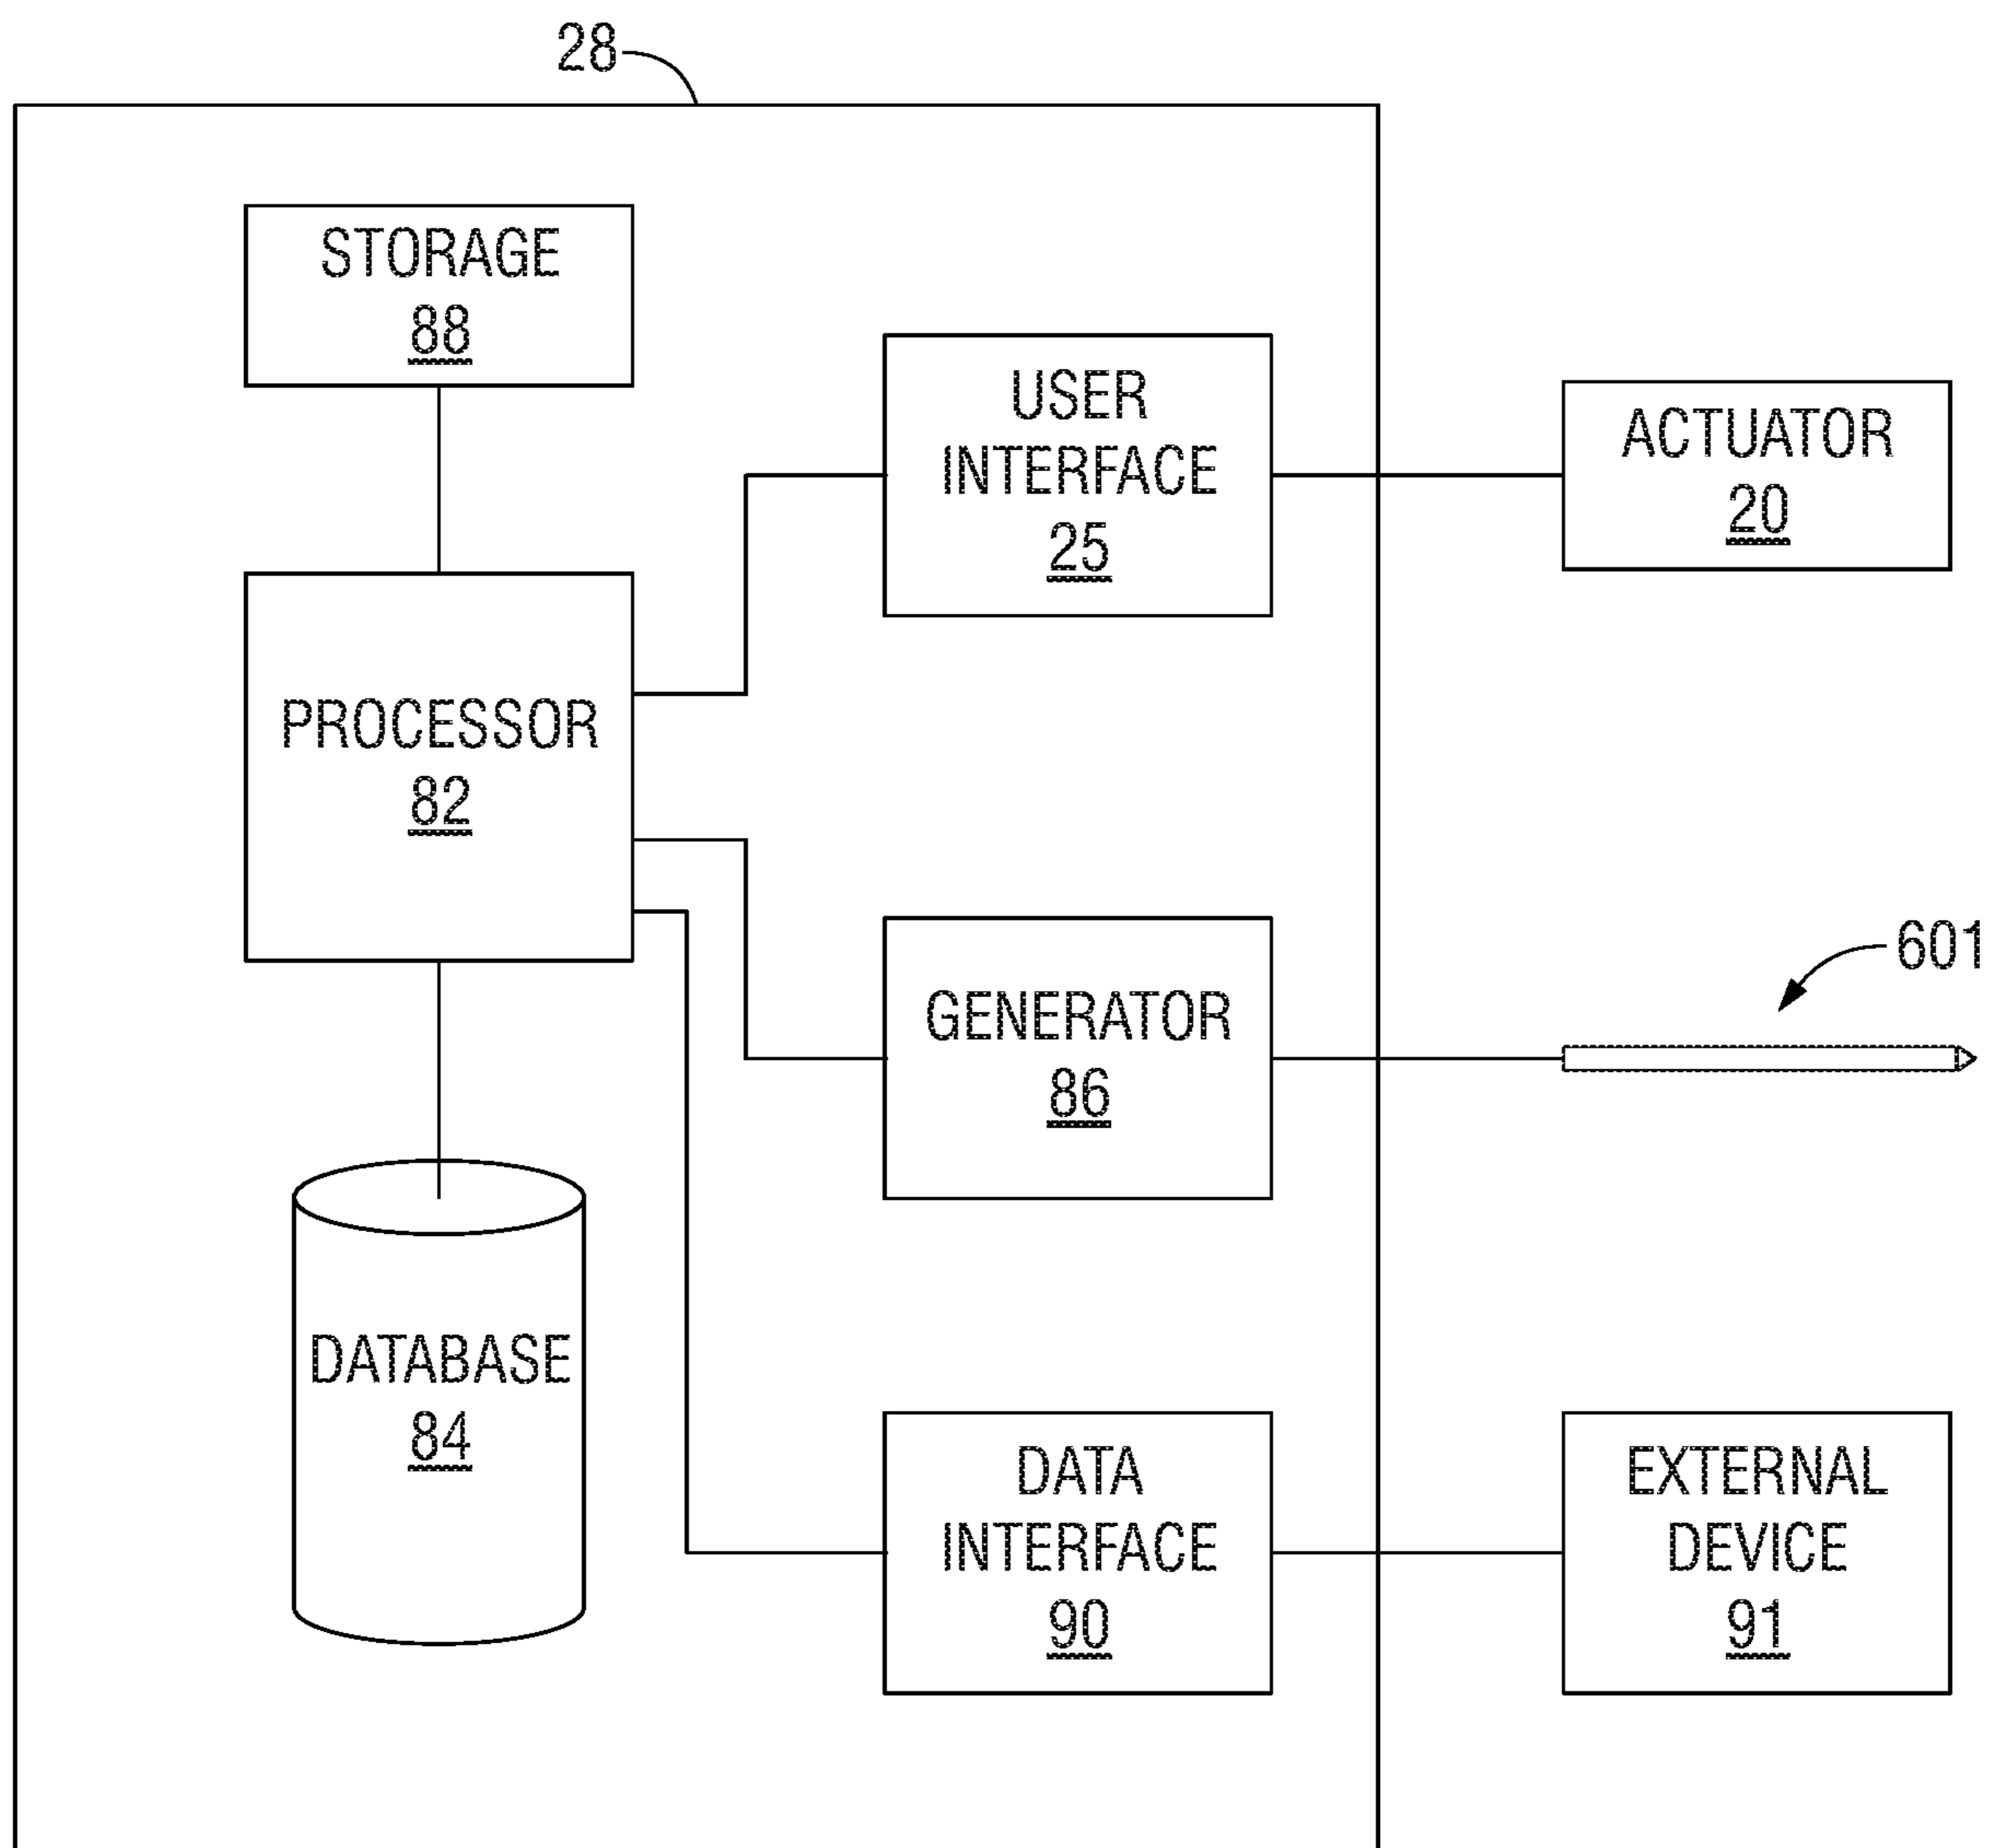 28
STORAGE
88
USER
INTERFACE
25
ACTUATOR
20
PROCESSOR
82
GENERATOR
86
601
DATABASE
84
DATA
INTERFACE
90
EXTERNAL
DEVICE
91